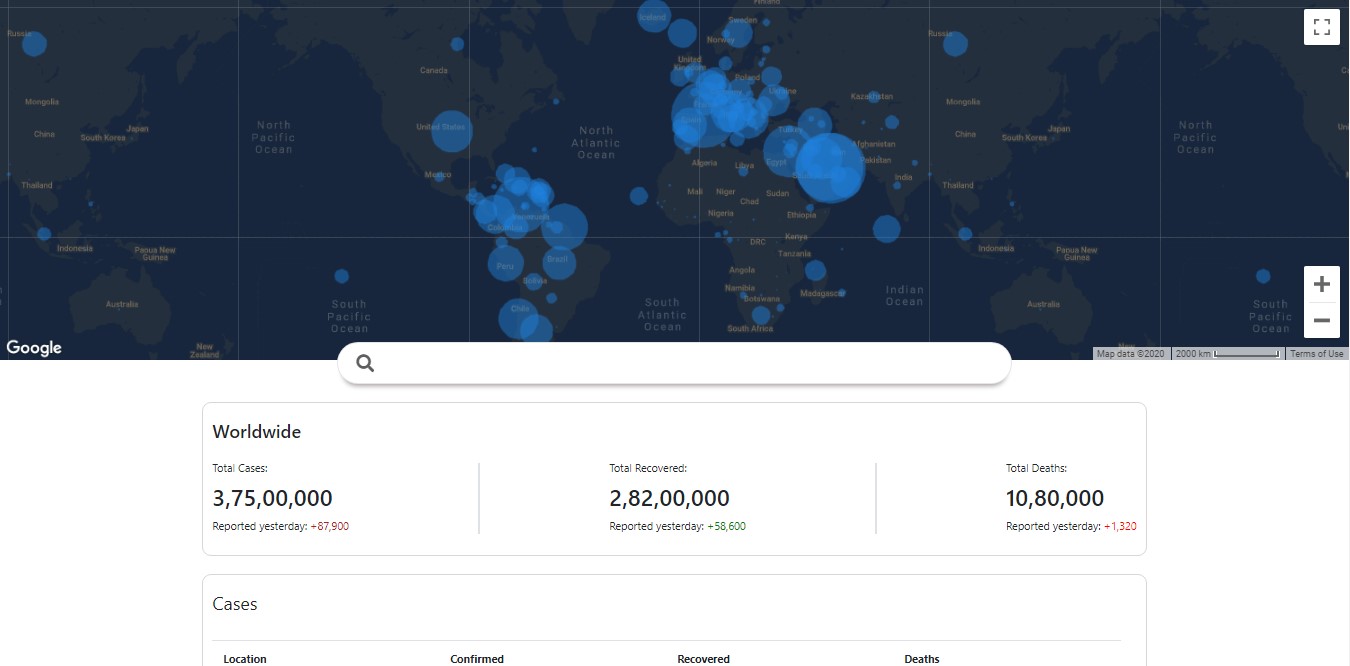 Finland
Iceland
Sweden
Russia
Norway
Russia
United
Kingdom
Canada
Poland
Ukraine
Kazakhstan
Mongolia
Mongolia
North
Pacific
Ocean
North
Pacific
Ocean
China
South Korea
Japan
United States
North
Atlantic
Ocean
Turkey
Afghanistan
China
South Korea
Japan
Algeria
Libya
Egypt
Pakistan
Mexico
India
Thailand
Thailand
Mali
Niger
Chad
Sudan
Nigeria
Ethiopia
Venezuela
Colombia
DRC
Kenya
Indonesia
Papua New
Guinea
Indonesia
Papua New
Guinea
Tanzania
Peru
Brazil
Angola
Bolivia
Namibia
Botswana
Madagascar
Indian
Ocean
Australia
Australia
South
Pacific
Ocean
Chile
South
Atlantic
Ocean
South
Pacific
Ocean
South Africa
New
Zealand
New
Google
Map data ©2020
2000 km
Terms of Use
Worldwide
Total Cases:
Total Recovered:
Total Deaths:
3,75,00,000
2,82,00,000
10,80,000
Reported yesterday: +87,900
Reported yesterday: +58,600
Reported yesterday: +1,320
Cases
Location Confirmed Recovered Deaths